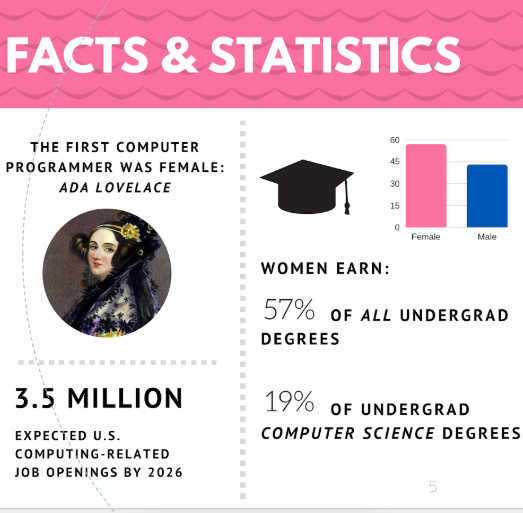 FACTS & STATISTICS
THE FIRST COMPUTER
PROGRAMMER WAS FEMALE:
ADA LOVELACE
3.5 MILLION
EXPECTED U.S.
COMPUTING-RELATED
JOB OPENINGS BY 2026
60
45
30
15
0
Female Male
WOMEN EARN:
57% OF ALL UNDERGRAD
DEGREES
19% OF UNDERGRAD
COMPUTER SCIENCE DEGREES
5